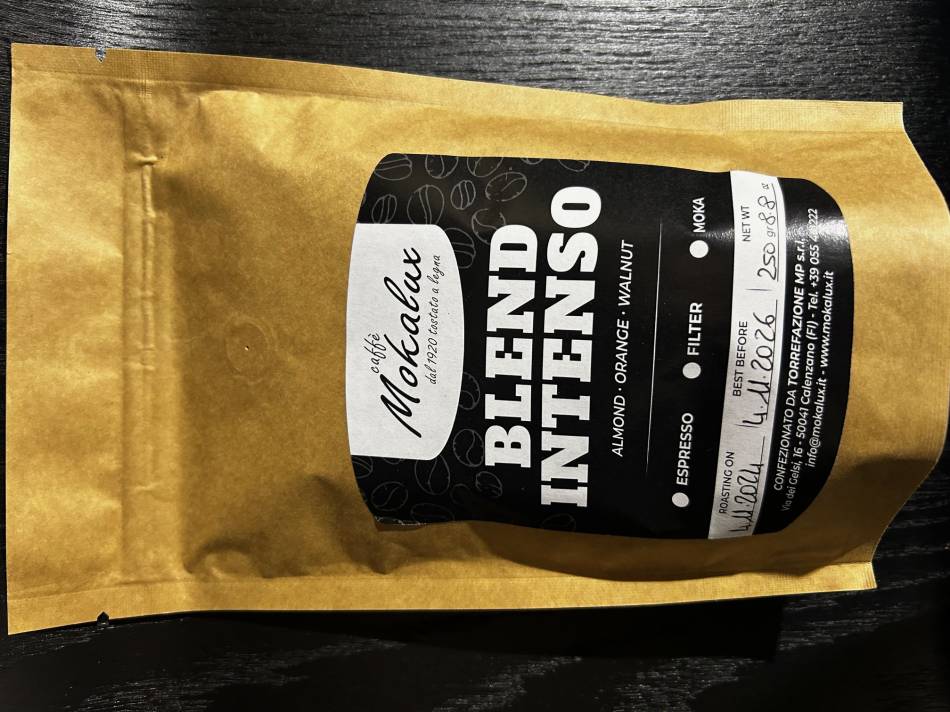 caffè
Mokalux
dal 1920 tostato a legna
BLEND
INTENSO
ALMOND · ORANGE · WALNUT
ESPRESSO FILTER MOKA
ROASTING ON BEST BEFORE NET WT
4.11.2024 4.11.2026 250 gr 8.8 oz
CONFEZIONATO DA TORREFAZIONE MP s.r.l.
Via dei Gelsi, 16 - 50041 Calenzano (FI) - Tel. +39 055
info@mokalux.it - www.mokalux.it